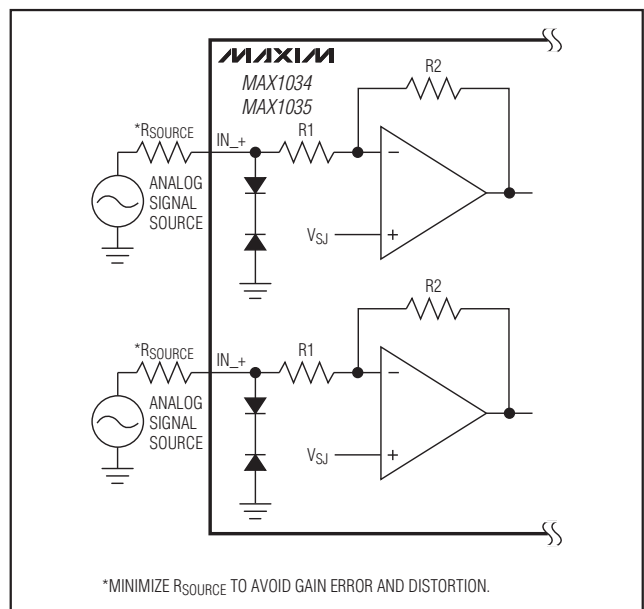 MAXIM
MAX1034
MAX1035
R2
*RSOURCE
IN_+
R1
−
ANALOG
SIGNAL
SOURCE
VSJ
+
R2
*RSOURCE
IN_+
R1
−
ANALOG
SIGNAL
SOURCE
VSJ
+
*MINIMIZE RSOURCE TO AVOID GAIN ERROR AND DISTORTION.